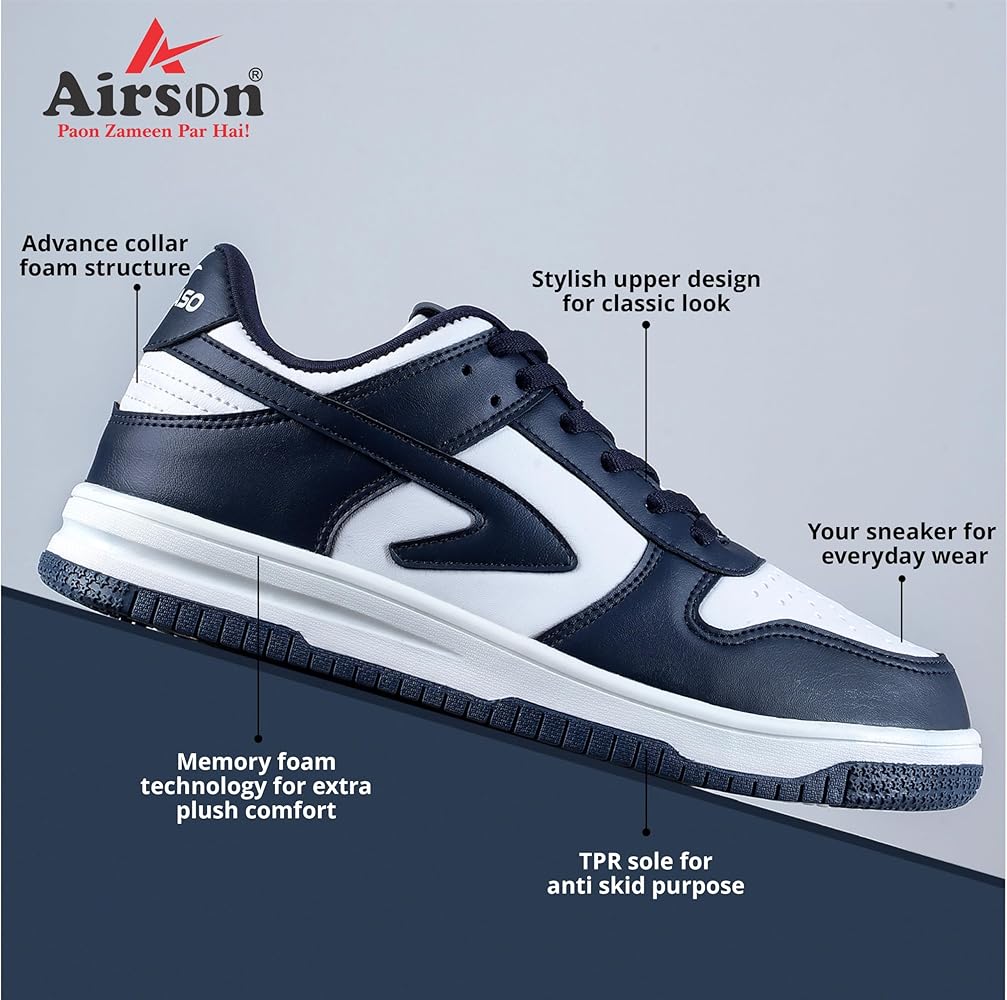 Airson®
Paon Zameen Par Hai!
Advance collar
foam structure
Stylish upper design
for classic look
Your sneaker for
everyday wear
Memory foam
technology for extra
plush comfort
TPR sole for
anti skid purpose